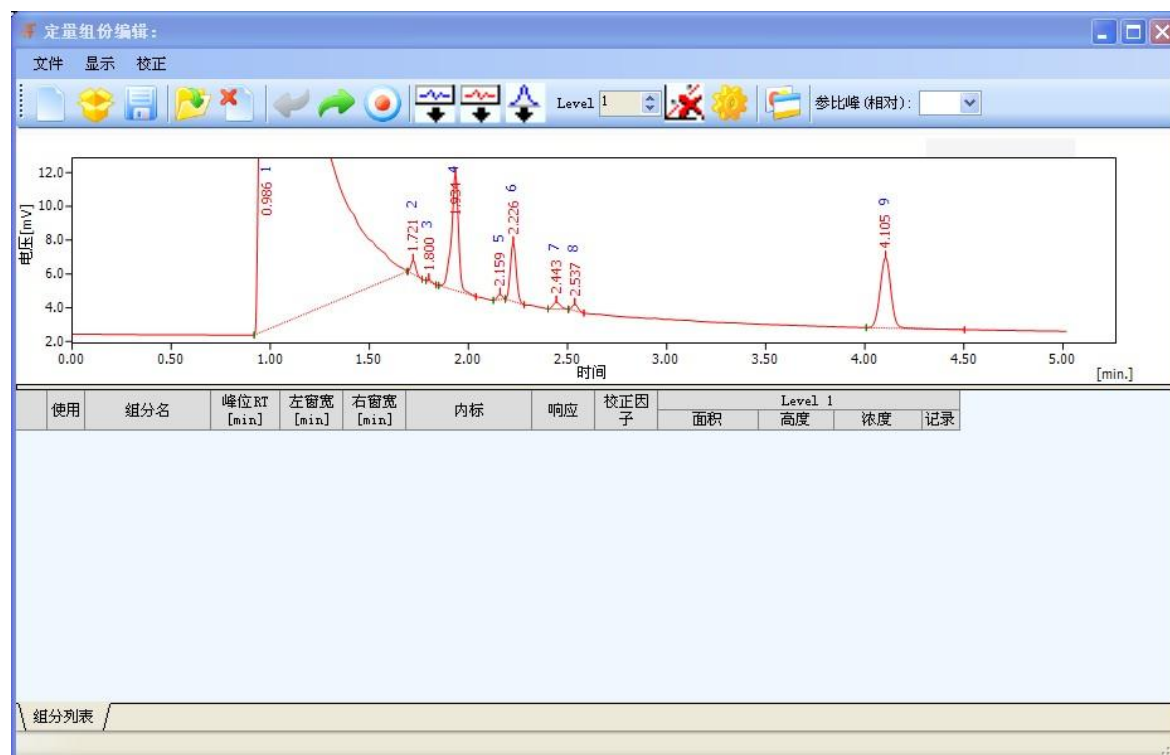 定量组份编辑:
文件 显示 校正
Level 1 参比峰(相对):
12.0
10.0
8.0
6.0
4.0
2.0
电压[mV]
0.986 1
1.721 2
1.800 3
1.934 4
2.159 5
2.226 6
2.443 7
2.537 8
4.105 9
0.00 0.50 1.00 1.50 2.00 2.50 3.00 3.50 4.00 4.50 5.00
时间
[min.]
使用 组分名 峰位RT [min] 左窗宽 [min] 右窗宽 [min] 内标 响应 校正因子 Level 1
面积 高度 浓度 记录
组分列表